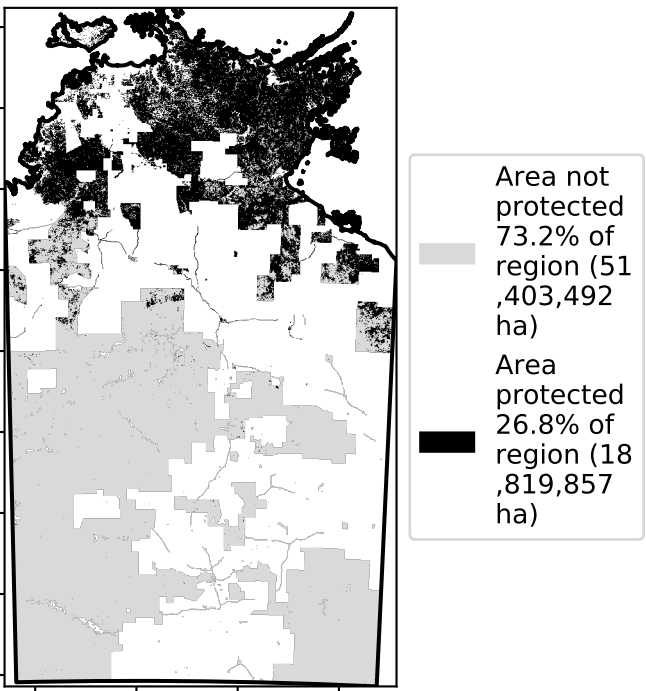 Area not
protected
73.2% of
region (51
,403,492
ha)
Area
protected
26.8% of
region (18
,819,857
ha)